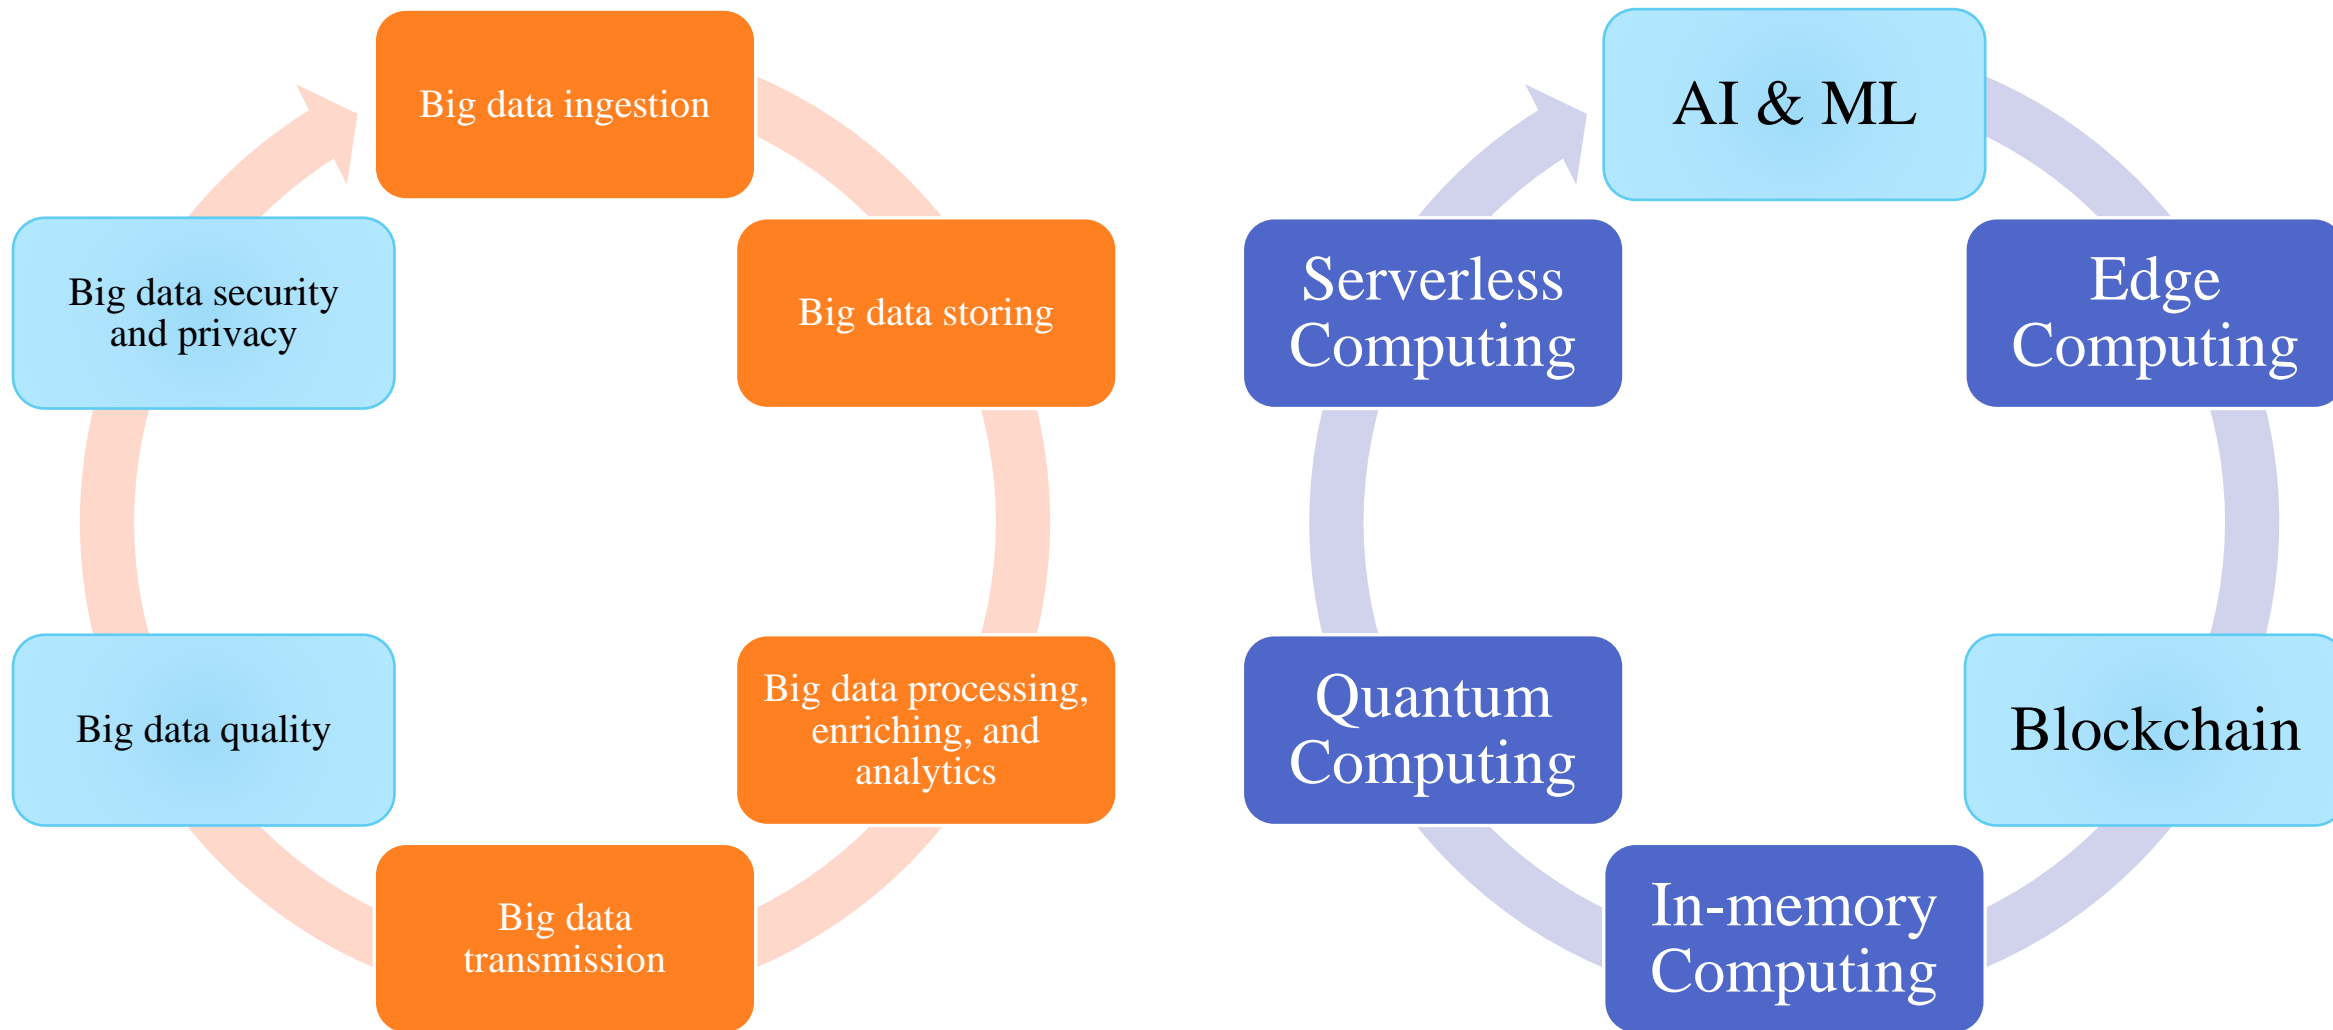 Big data ingestion
Big data storing
Big data processing,
enriching, and
analytics
Big data
transmission
Big data quality
Big data security
and privacy
AI & ML
Edge
Computing
Blockchain
In-memory
Computing
Quantum
Computing
Serverless
Computing